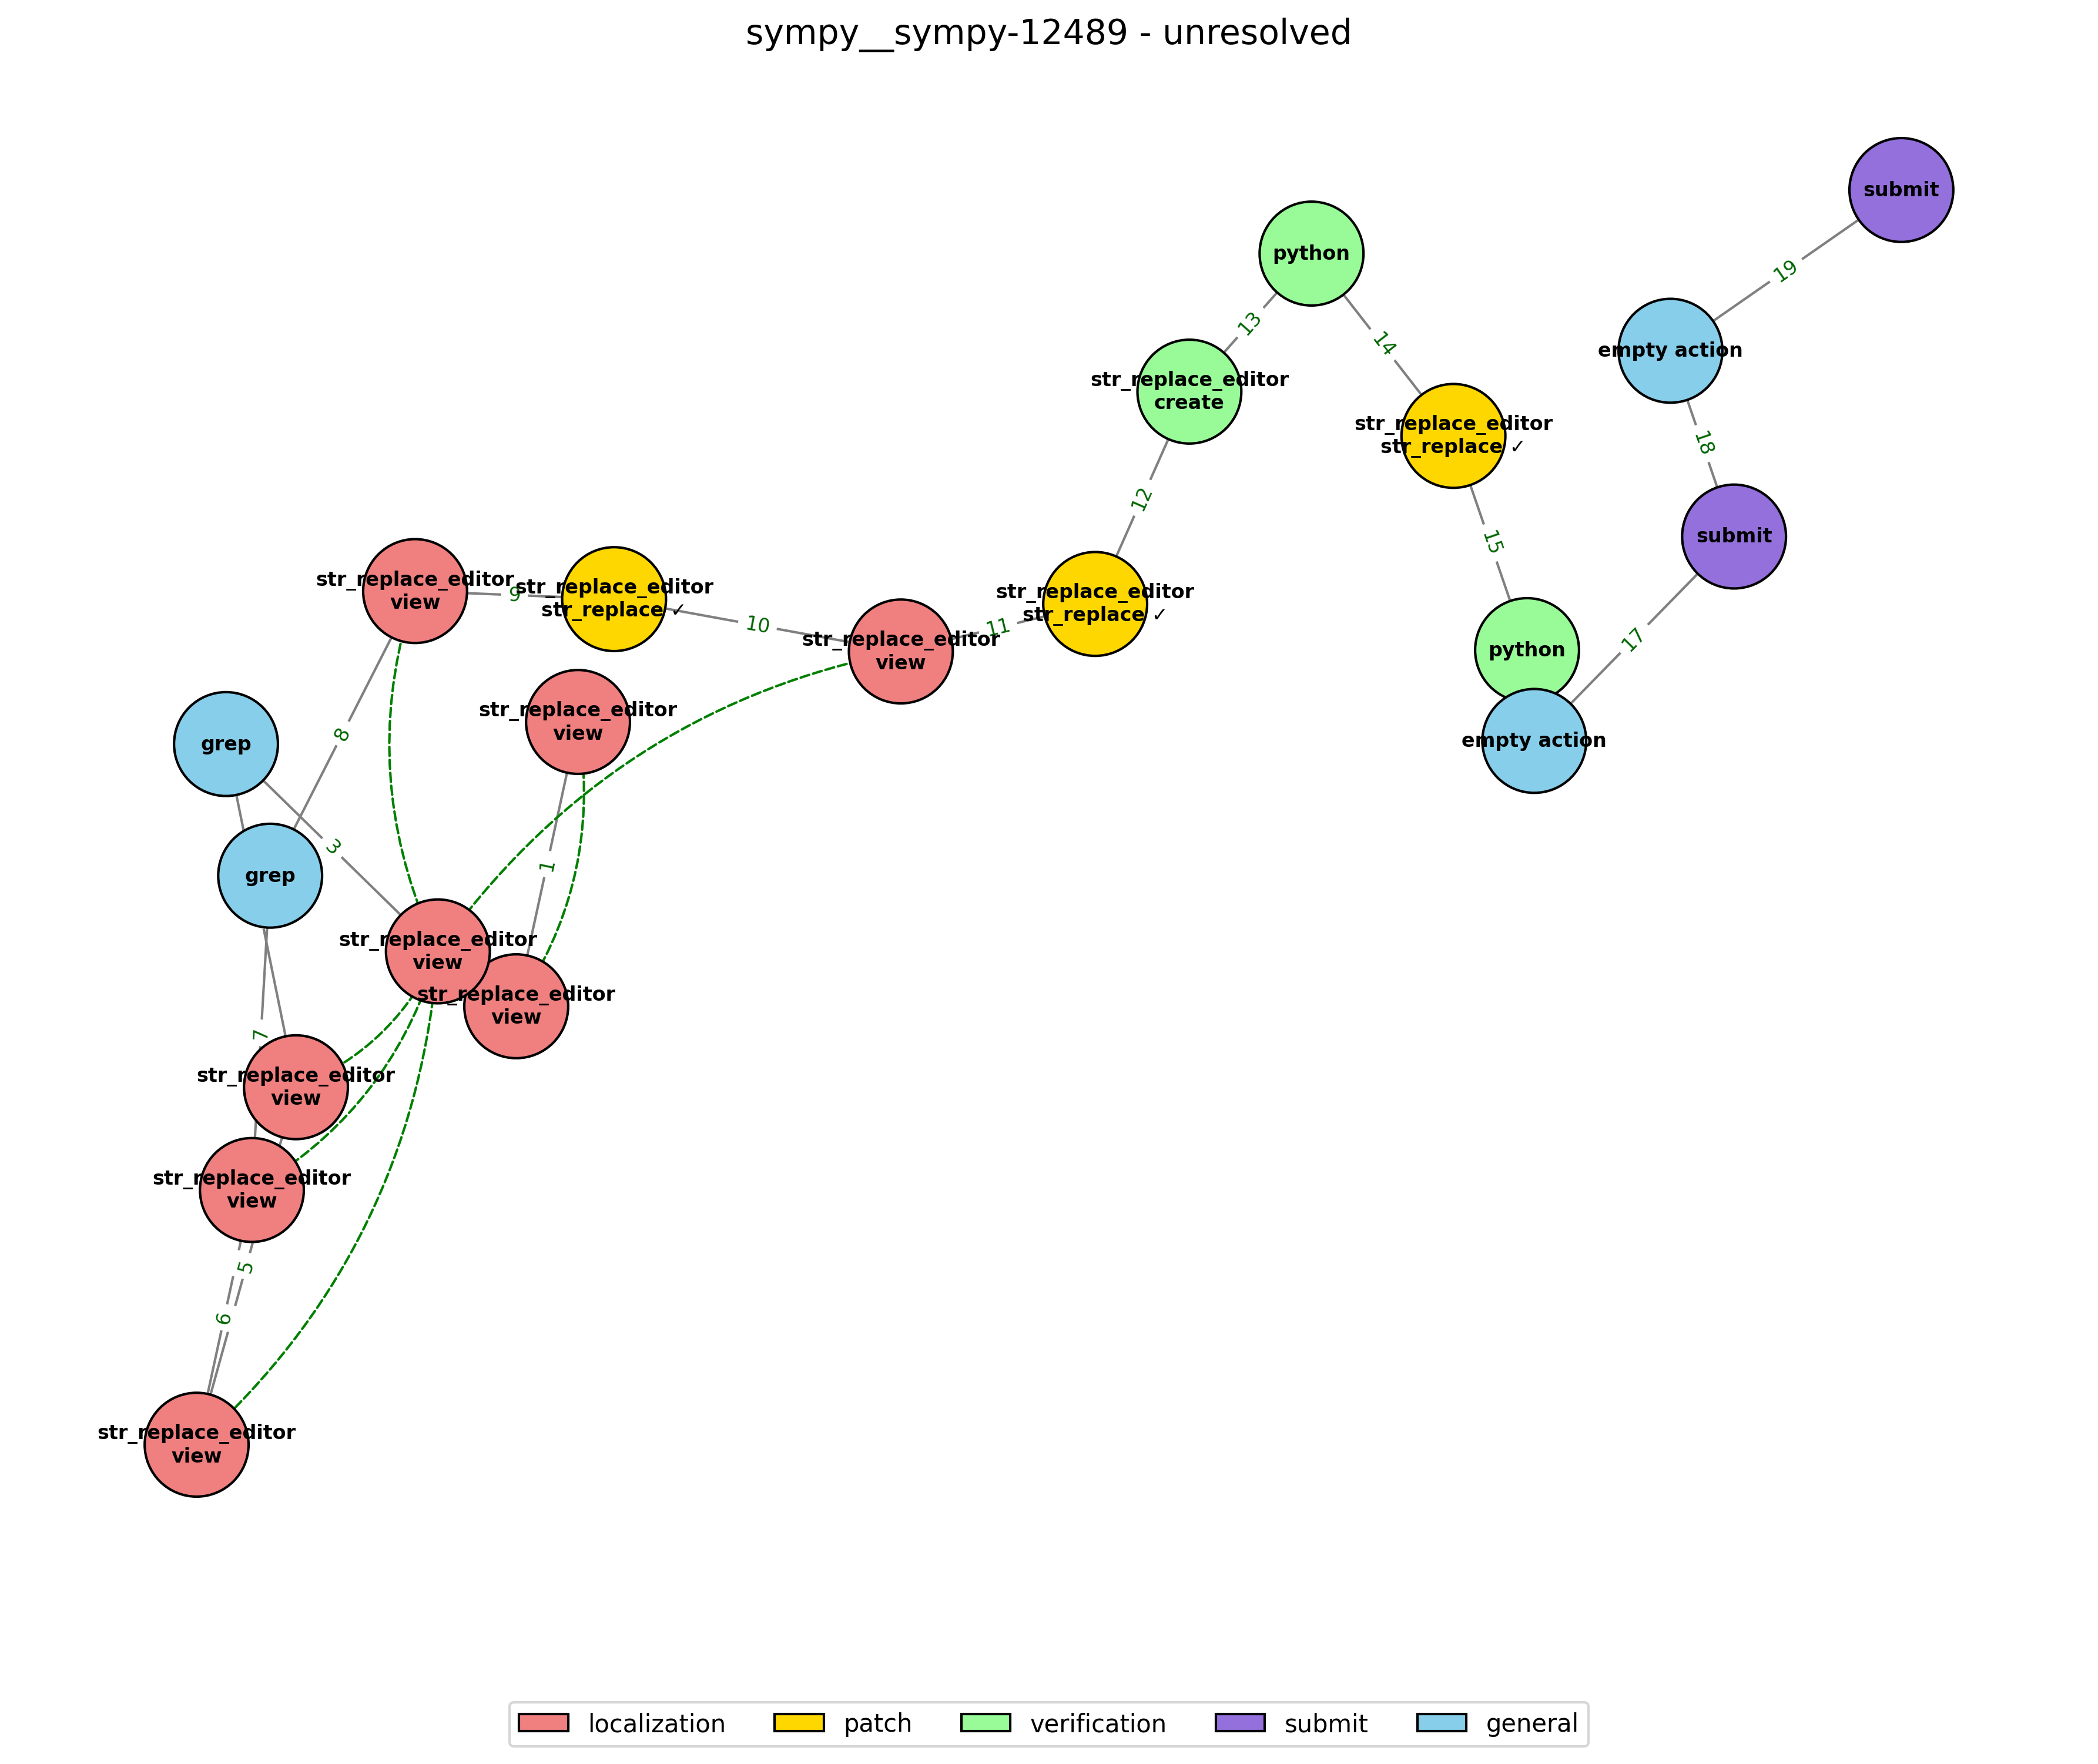 sympy__sympy-12489 - unresolved
submit
python
19
13
14
empty action
str_replace_editor
create
str_replace_editor
str_replace ✓
18
12
submit
15
str_replace_editor
view
9
str_replace_editor
str_replace ✓
10
str_replace_editor
view
11
str_replace_editor
str_replace ✓
python
17
str_replace_editor
view
8
grep
empty action
3
1
grep
str_replace_editor
view
str_replace_editor
view
7
str_replace_editor
view
str_replace_editor
view
5
6
str_replace_editor
view
localization
patch
verification
submit
general